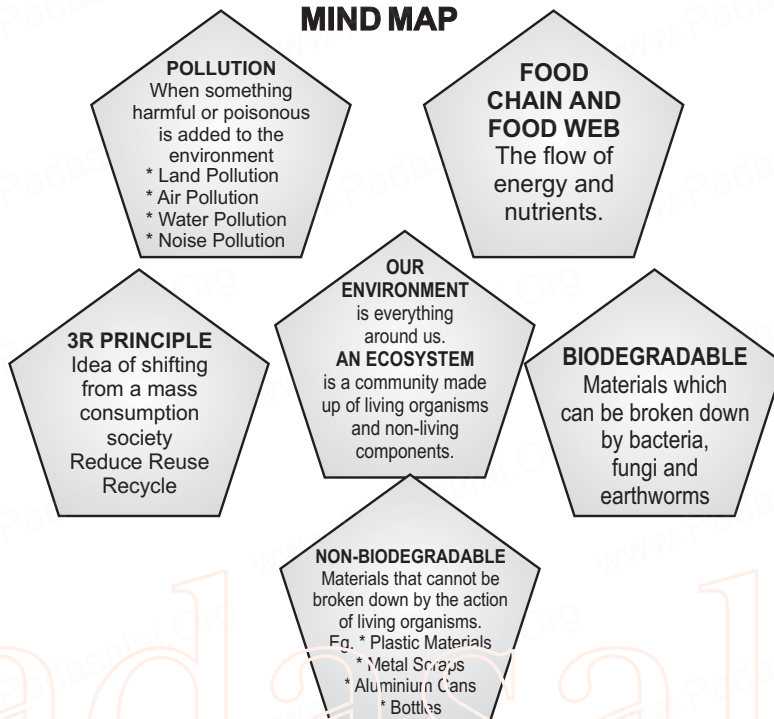 MIND MAP
POLLUTION
When something
harmful or poisonous
is added to the
environment
* Land Pollution
* Air Pollution
* Water Pollution
* Noise Pollution
FOOD
CHAIN AND
FOOD WEB
The flow of
energy and
nutrients.
3R PRINCIPLE
Idea of shifting
from a mass
consumption
society
Reduce Reuse
Recycle
OUR
ENVIRONMENT
is everything
around us.
AN ECOSYSTEM
is a community made
up of living organisms
and non-living
components.
BIODEGRADABLE
Materials which
can be broken down
by bacteria,
fungi and
earthworms
NON-BIODEGRADABLE
Materials that cannot be
broken down by the action
of living organisms.
Eg. * Plastic Materials
* Metal Scraps
* Aluminium Cans
* Bottles